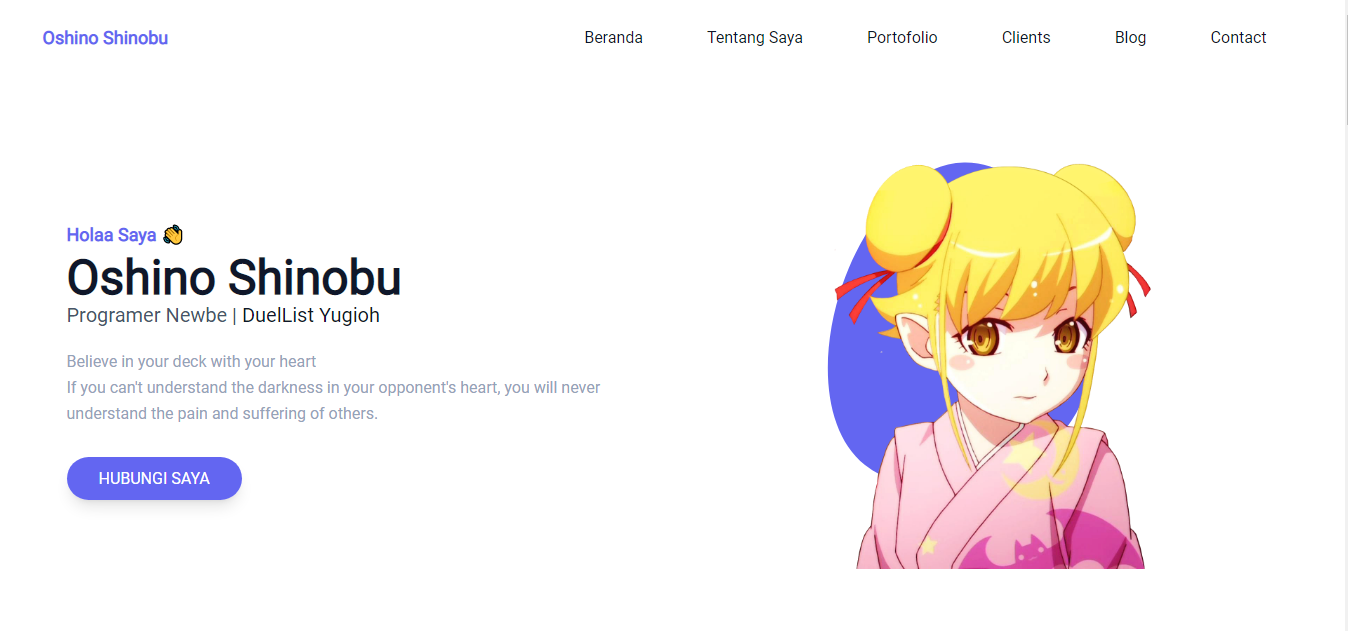 Oshino Shinobu
Beranda Tentang Saya Portofolio Clients Blog Contact
Holaa Saya 👋
Oshino Shinobu
Programer Newbe | DuelList Yugioh
Believe in your deck with your heart
If you can't understand the darkness in your opponent's heart, you will never
understand the pain and suffering of others.
HUBUNGI SAYA